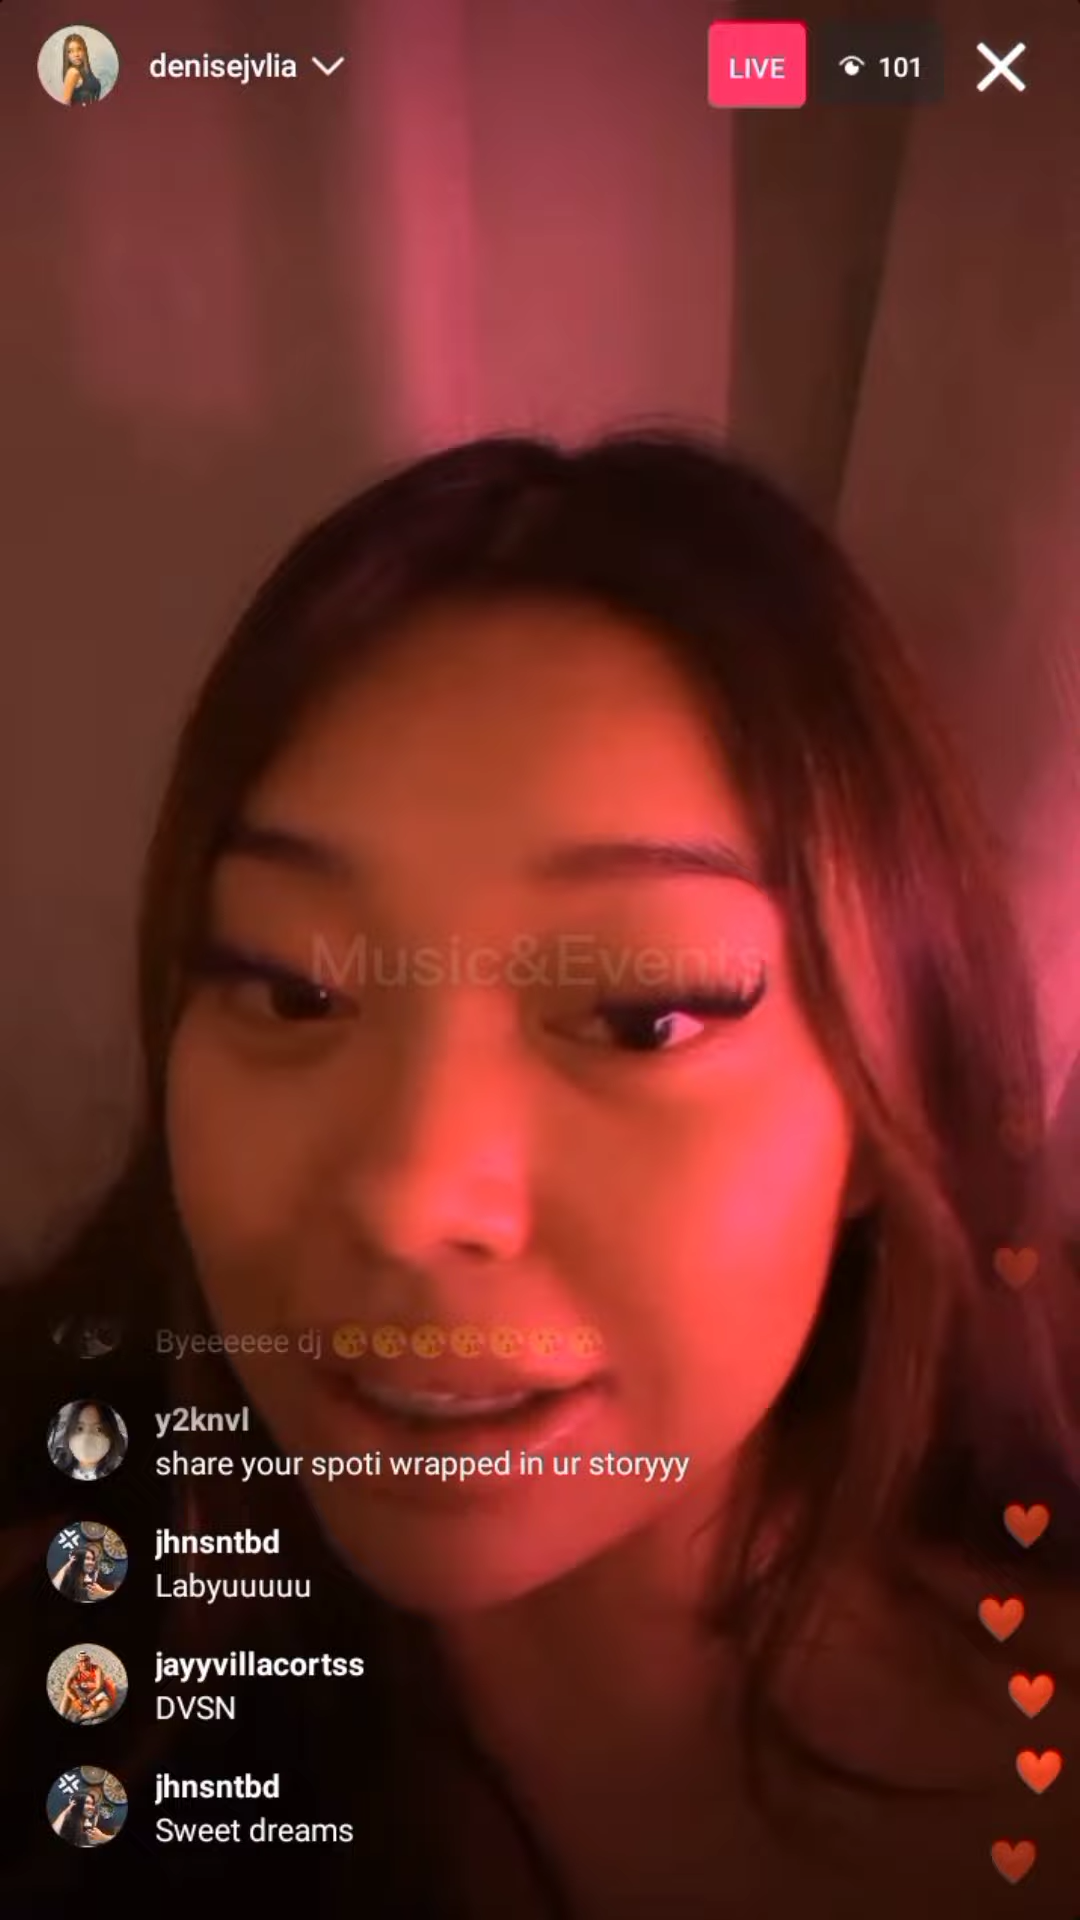 denisejvlia
LIVE
101
Music&Events
Byeeeeee dj 😚😚😚😚😚😚😚
y2knvl
share your spoti wrapped in ur storyyy
jhnsntbd
Labyuuuuu
jayyvillacortss
DVSN
jhnsntbd
Sweet dreams